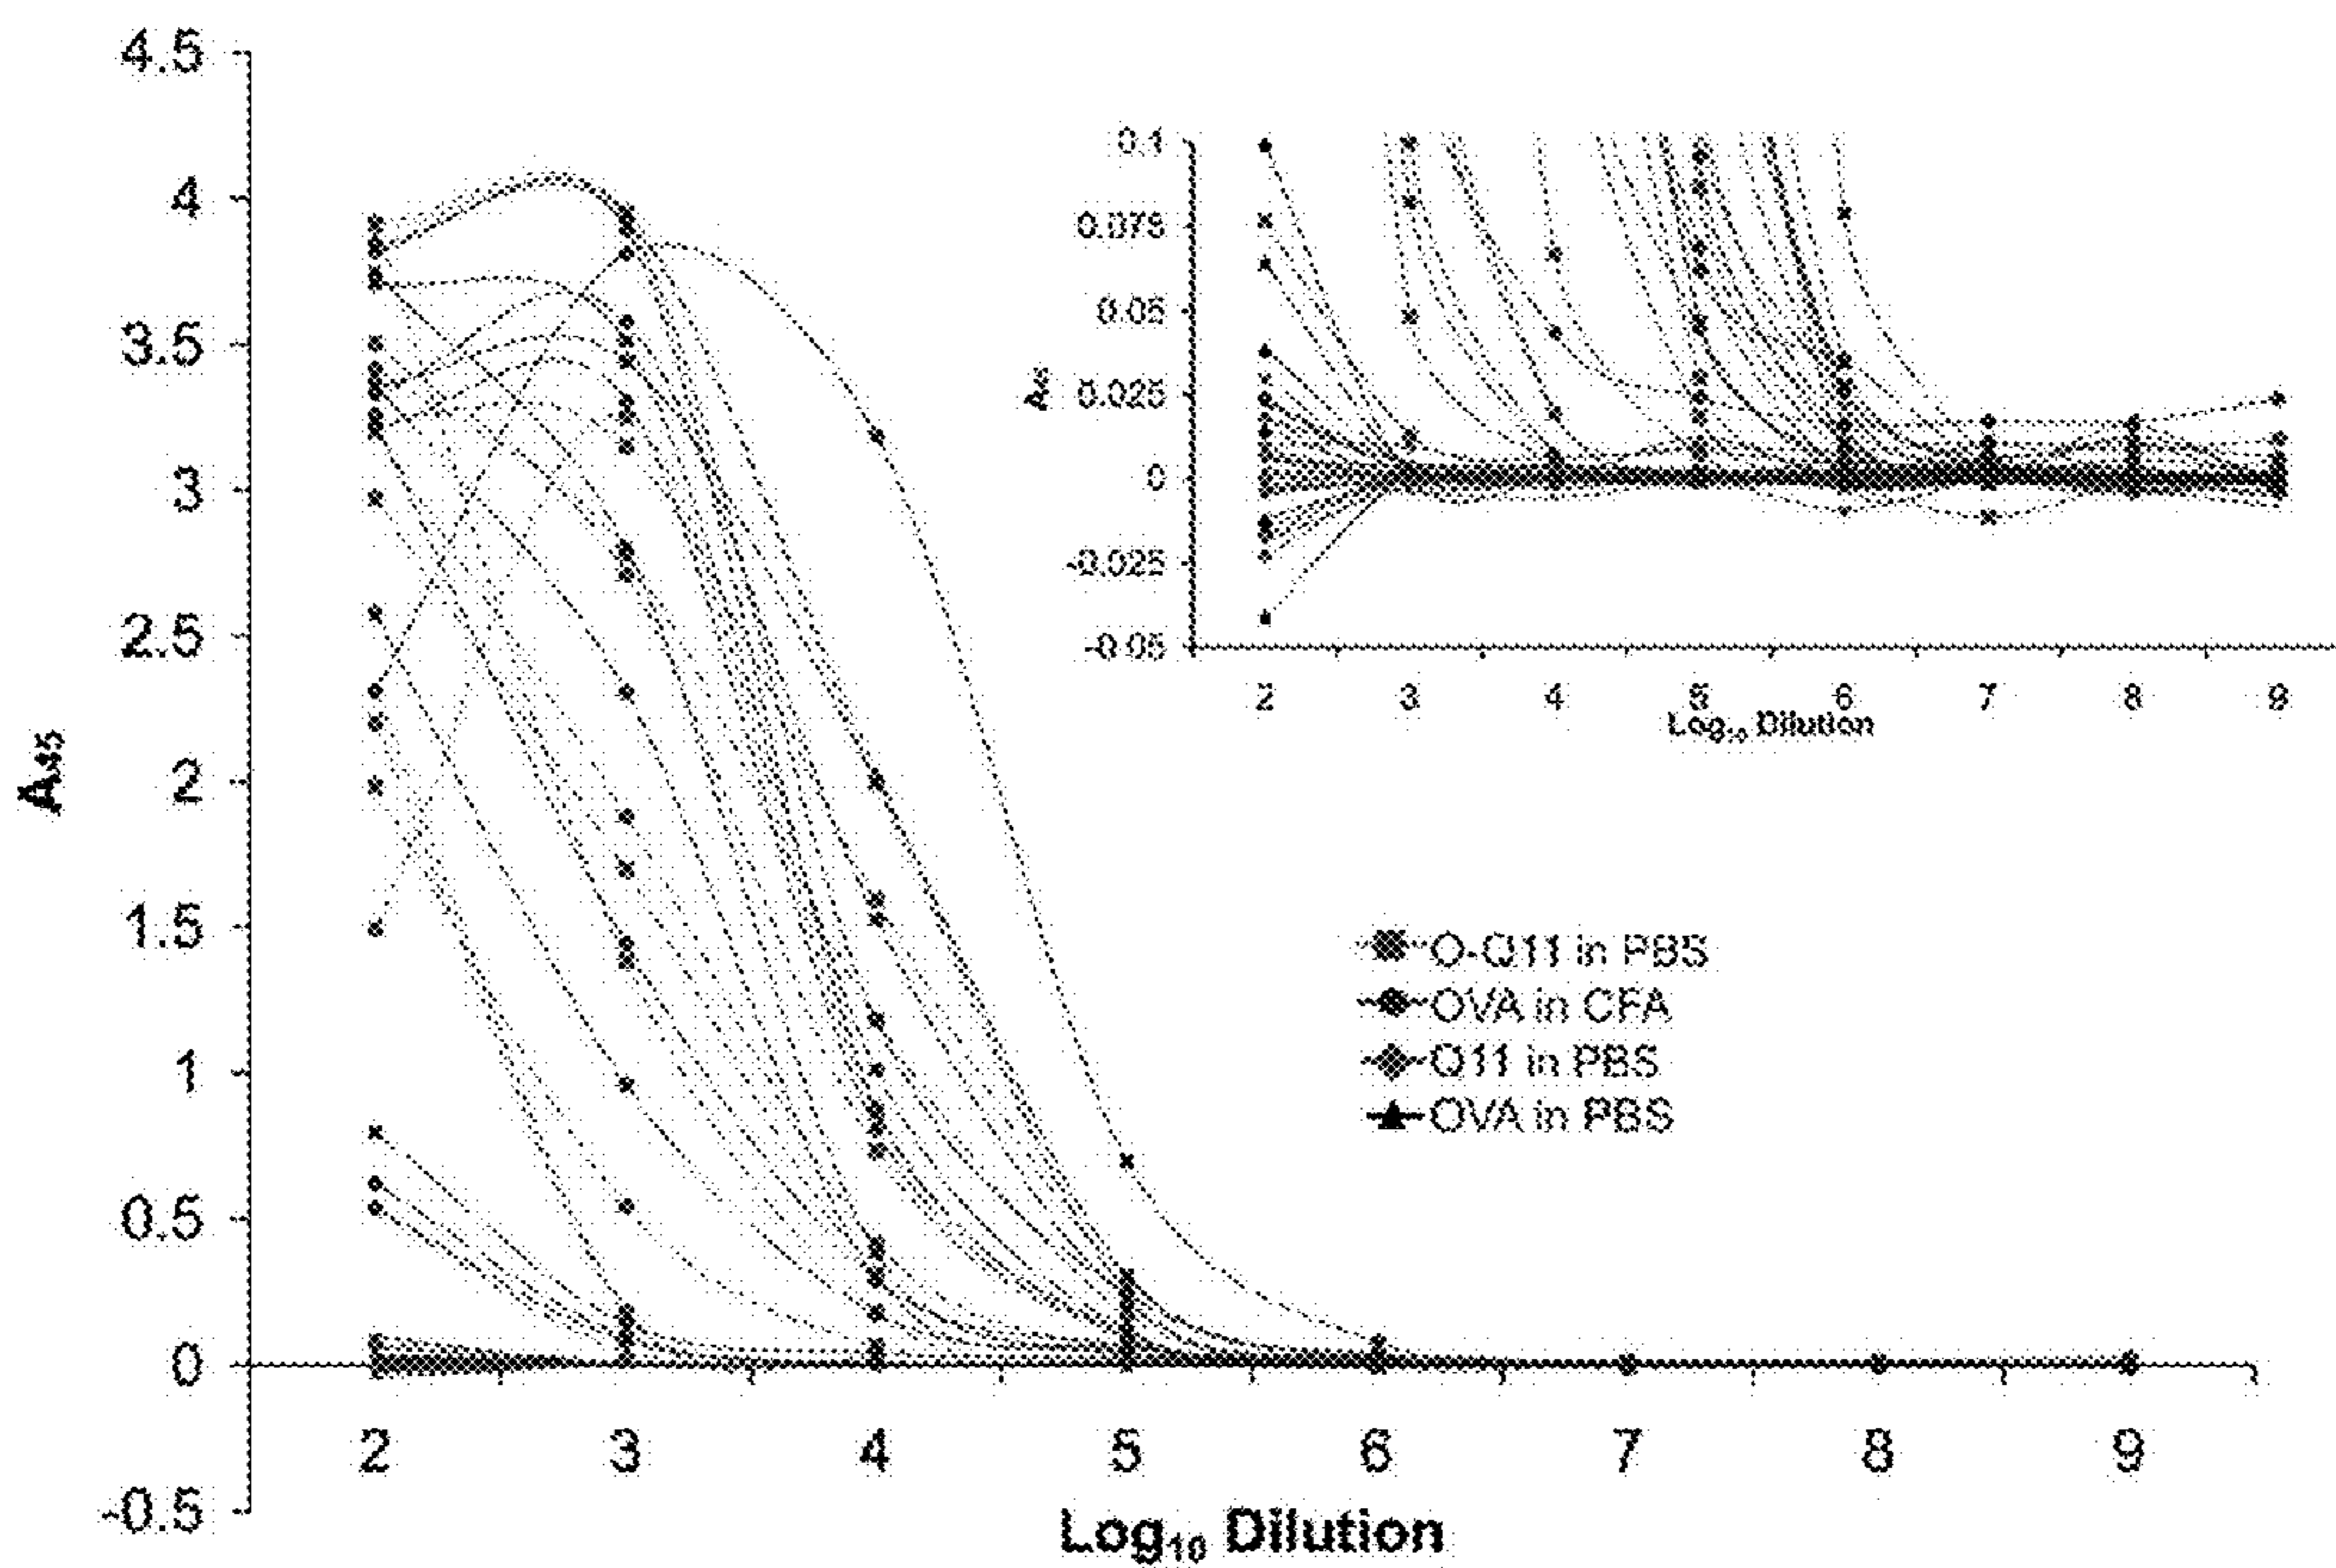 4.5
4
3.5
3
2.5
2
1.5
1
0.5
0
-0.5
2 3 4 5 6 7 8 9
Log₁₀ Dilution
0.1
0.075
0.05
0.025
0
-0.025
-0.05
2 3 4 5 6 7 8 9
Log₁₀ Dilution
O-Q11 in PBS
OVA in CFA
Q11 in PBS
OVA in PBS